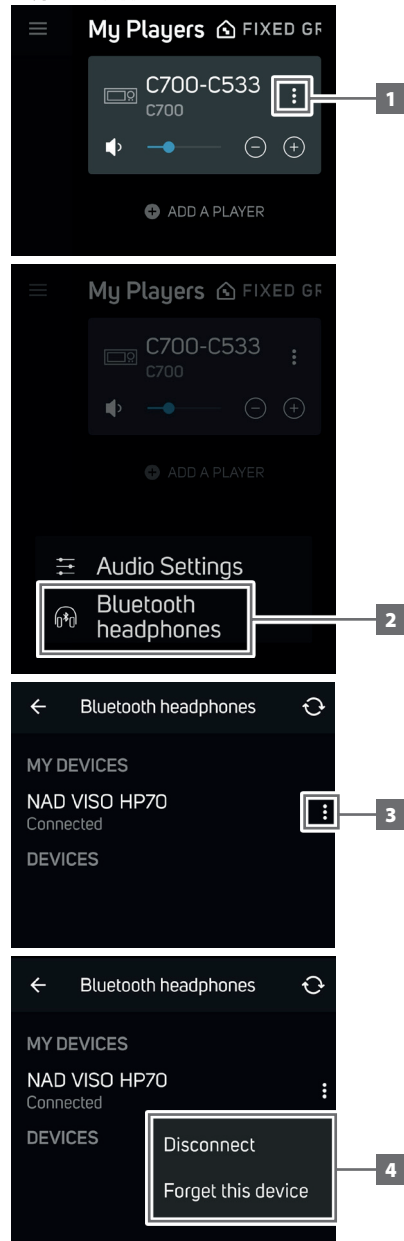 My Players FIXED GR
C700-C533
C700
1
ADD A PLAYER
My Players FIXED GR
C700-C533
C700
ADD A PLAYER
Audio Settings
Bluetooth
headphones
2
Bluetooth headphones
MY DEVICES
NAD VISO HP70
Connected
3
DEVICES
Bluetooth headphones
MY DEVICES
NAD VISO HP70
Connected
DEVICES
Disconnect
Forget this device
4